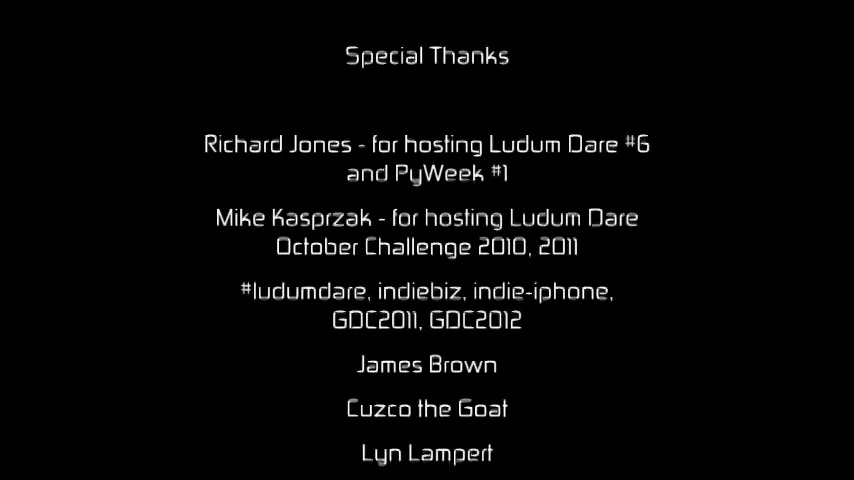 Special Thanks
Richard Jones - for hosting Ludum Dare #6
and PyWeek #1
Mike Kasprzak - for hosting Ludum Dare
October Challenge 2010, 2011
#ludumdare, indiebiz, indie-iphone,
GDC2011, GDC2012
James Brown
Cuzco the Goat
Lyn Lampert